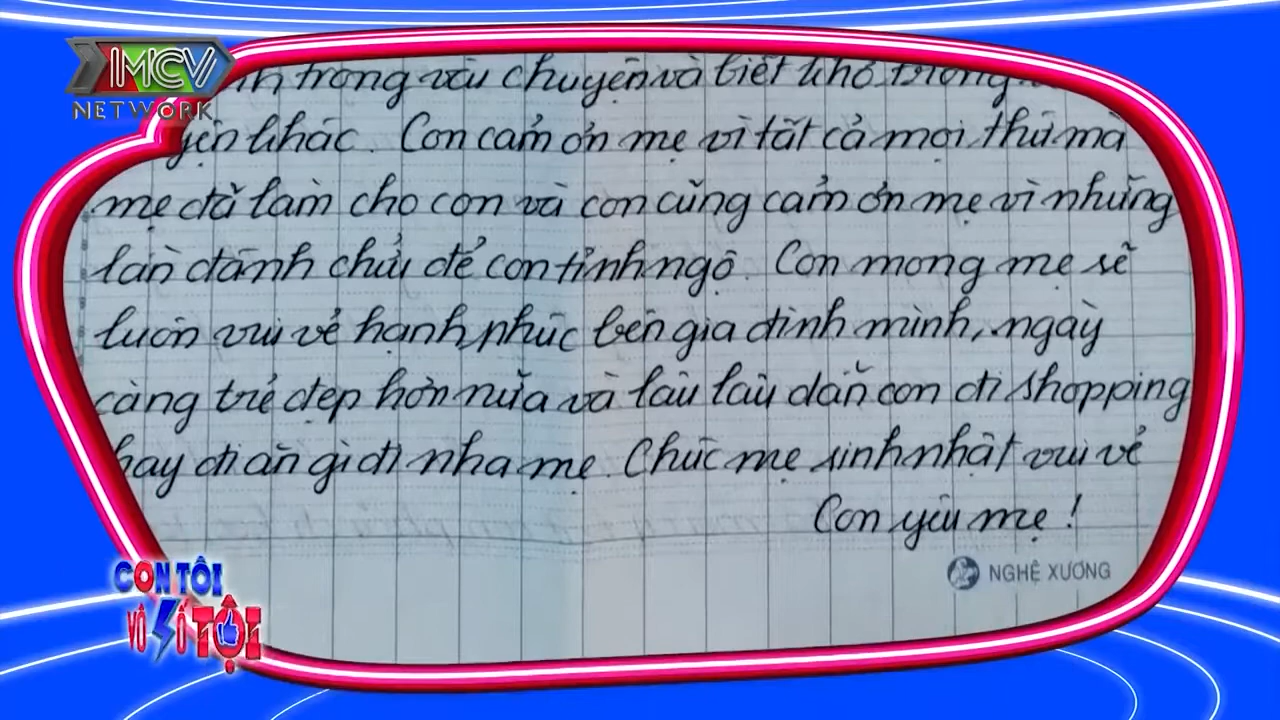 MCV
NETWORK
trong vài chuyện và biết khó trong
khác. Con cảm ơn mẹ vì tất cả mọi thứ mà
mẹ đã làm cho con và con cũng cảm ơn mẹ vì những
lần đánh chửi để con tỉnh ngộ. Con mong mẹ sẽ
luôn vui vẻ hạnh phúc bên gia đình mình, ngày
càng trẻ đẹp hơn nữa và lâu lâu dẫn con đi shopping
hay đi ăn gì đi nha mẹ. Chúc mẹ sinh nhật vui vẻ
Con yêu mẹ!
NGHỆ XƯƠNG
CON TÔI
VÔ SỐ TỘI